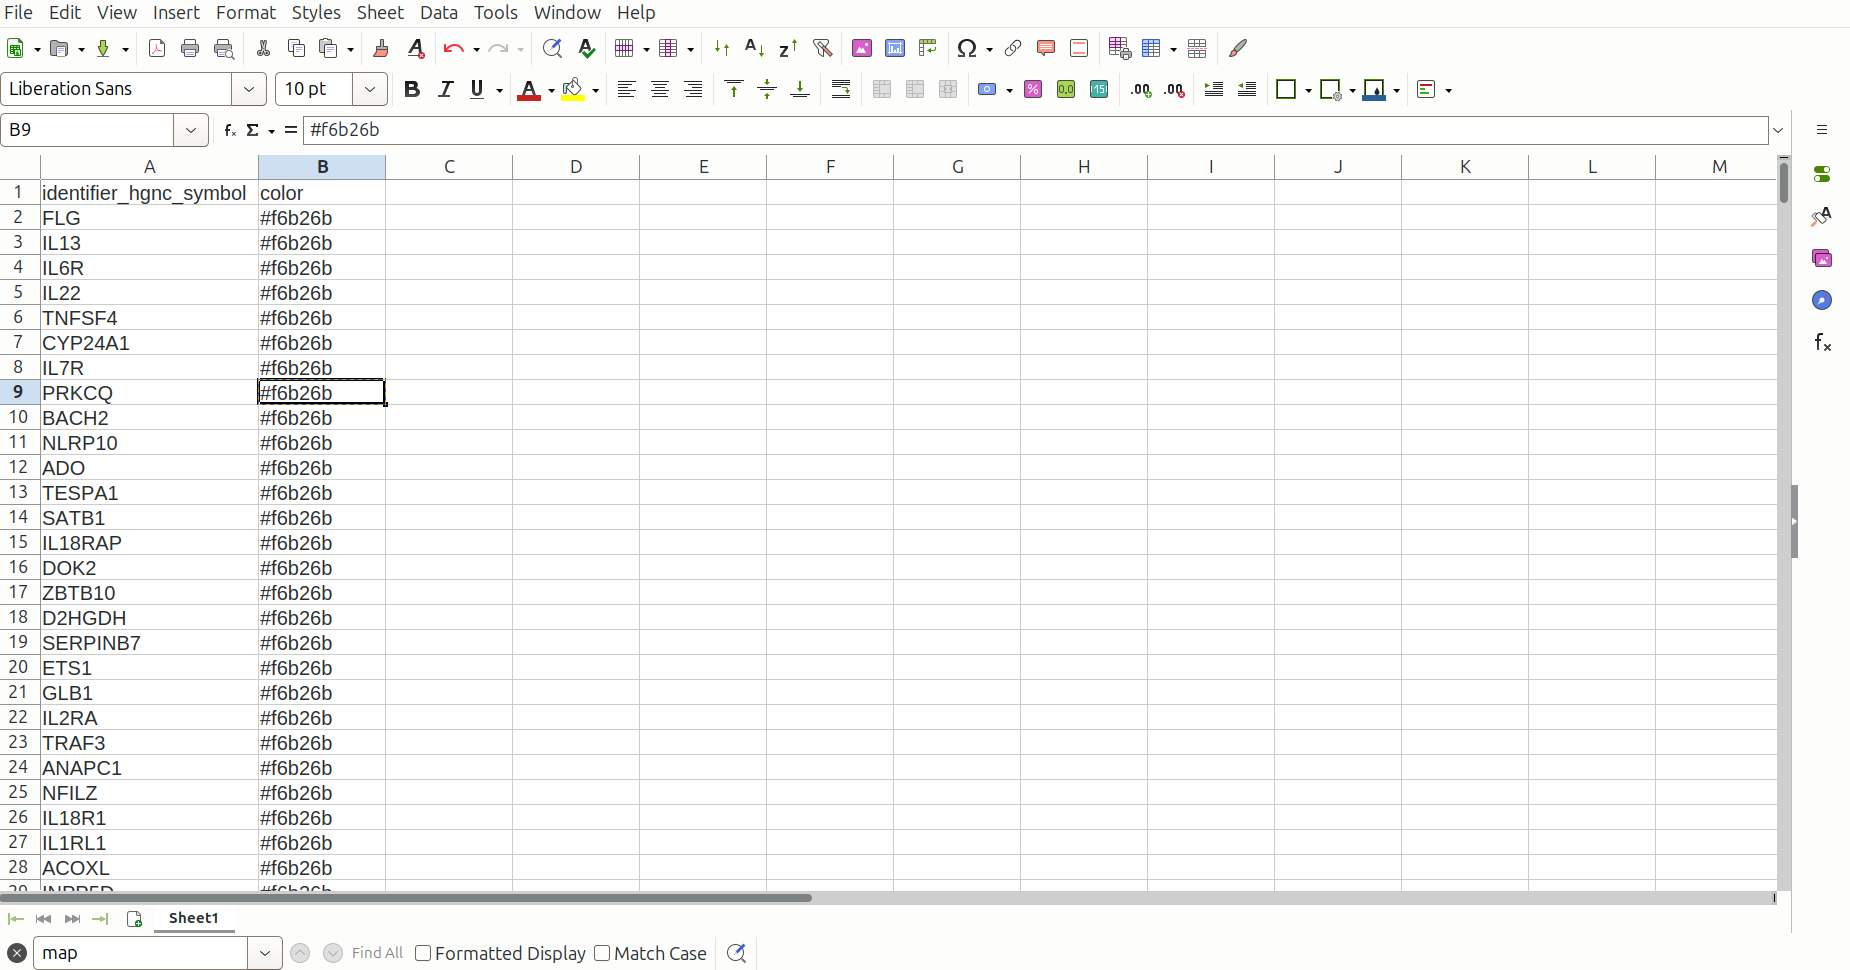 File Edit View Insert Format Styles Sheet Data Tools Window Help
Liberation Sans 10 pt
B9 #f6b26b
A B C D E F G H I J K L M
1 identifier_hgnc_symbol color
2 FLG #f6b26b
3 IL13 #f6b26b
4 IL6R #f6b26b
5 IL22 #f6b26b
6 TNFSF4 #f6b26b
7 CYP24A1 #f6b26b
8 IL7R #f6b26b
9 PRKCQ #f6b26b
10 BACH2 #f6b26b
11 NLRP10 #f6b26b
12 ADO #f6b26b
13 TESPA1 #f6b26b
14 SATB1 #f6b26b
15 IL18RAP #f6b26b
16 DOK2 #f6b26b
17 ZBTB10 #f6b26b
18 D2HGDH #f6b26b
19 SERPINB7 #f6b26b
20 ETS1 #f6b26b
21 GLB1 #f6b26b
22 IL2RA #f6b26b
23 TRAF3 #f6b26b
24 ANAPC1 #f6b26b
25 NFILZ #f6b26b
26 IL18R1 #f6b26b
27 IL1RL1 #f6b26b
28 ACOXL #f6b26b
Sheet1
map Find All Formatted Display Match Case